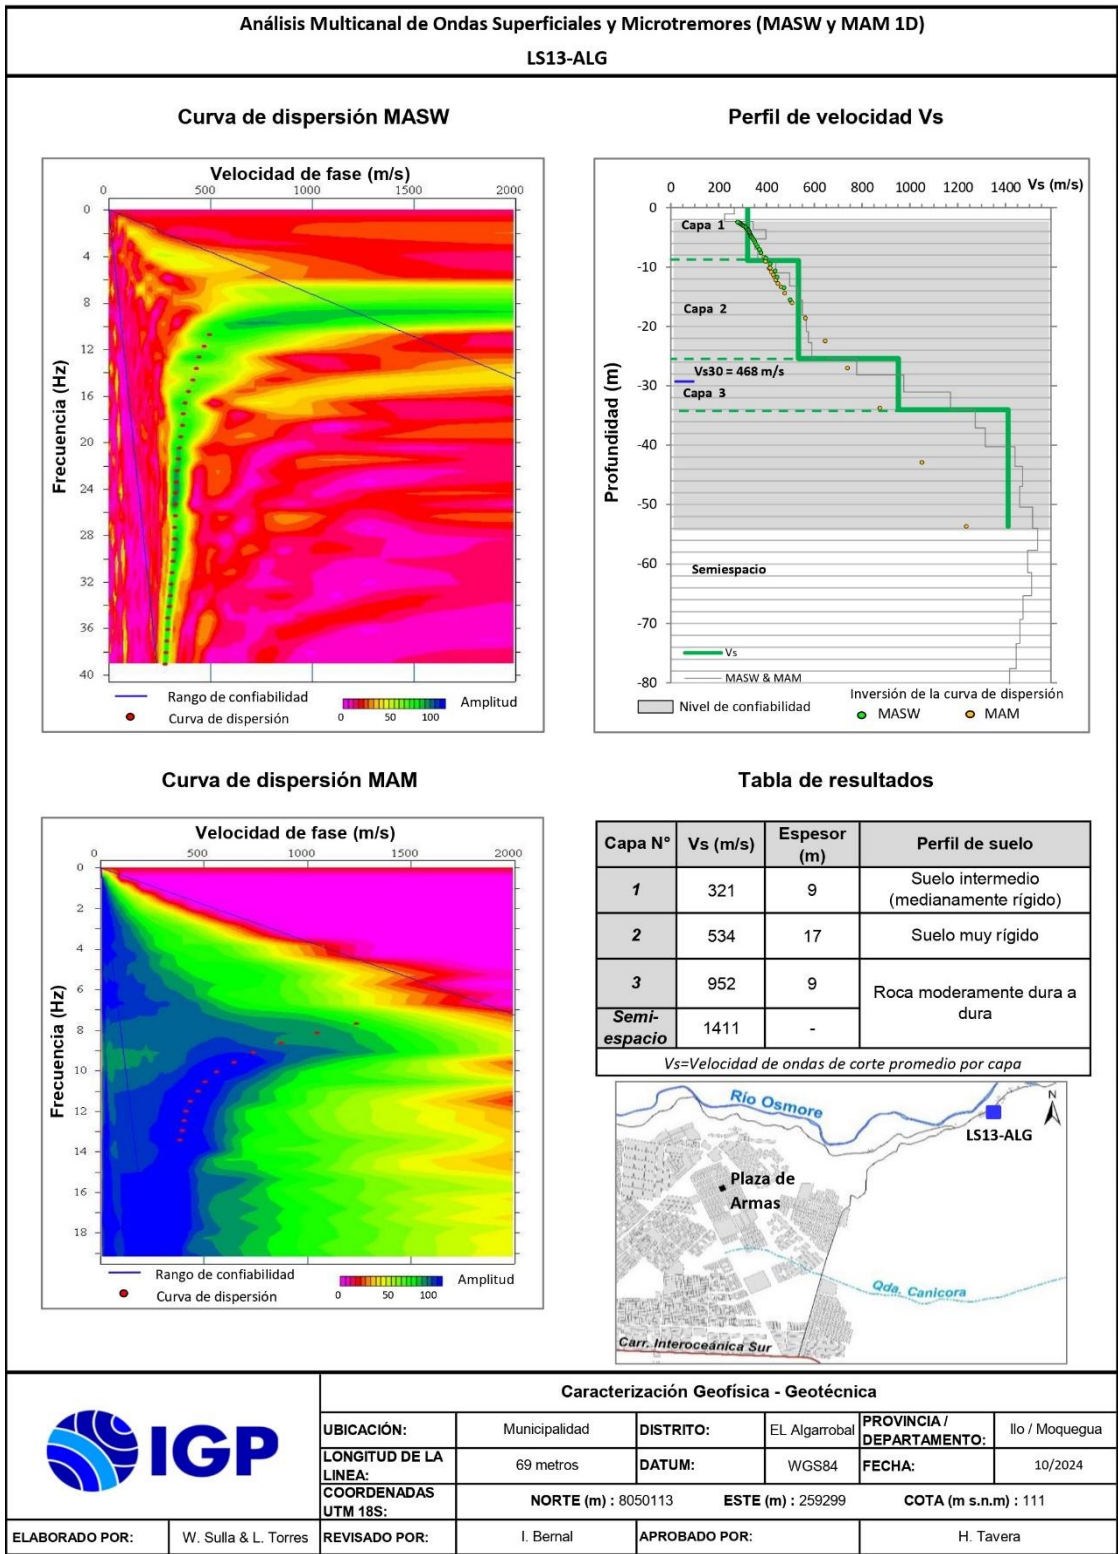 Análisis Multicanal de Ondas Superficiales y Microtremores (MASW y MAM 1D)
LS13-ALG
Curva de dispersión MASW
Velocidad de fase (m/s)
0 500 1000 1500 2000
Frecuencia (Hz)
0
4
8
12
16
20
24
28
32
36
40
Rango de confiabilidad
Curva de dispersión
0 50 100
Amplitud
Perfil de velocidad Vs
0 200 400 600 800 1000 1200 1400 Vs (m/s)
Profundidad (m)
0
-10
-20
-30
-40
-50
-60
-70
-80
Capa 1
Capa 2
Vs30 = 468 m/s
Capa 3
Semiespacio
Vs
MASW & MAM
Nivel de confiabilidad
Inversión de la curva de dispersión
MASW MAM
Curva de dispersión MAM
Velocidad de fase (m/s)
0 500 1000 1500 2000
Frecuencia (Hz)
0
2
4
6
8
10
12
14
16
18
Rango de confiabilidad
Curva de dispersión
0 50 100
Amplitud
Tabla de resultados
Capa N° Vs (m/s) Espesor (m) Perfil de suelo
1 321 9 Suelo intermedio (medianamente rígido)
2 534 17 Suelo muy rígido
3 952 9 Roca moderamente dura a dura
Semi-espacio 1411 -
Vs=Velocidad de ondas de corte promedio por capa
Río Osmore
N
LS13-ALG
Plaza de
Armas
Qda. Canicora
Carr. Interoceánica Sur
IGP
Caracterización Geofísica - Geotécnica
UBICACIÓN: Municipalidad DISTRITO: EL Algarrobal PROVINCIA / DEPARTAMENTO: Ilo / Moquegua
LONGITUD DE LA LINEA: 69 metros DATUM: WGS84 FECHA: 10/2024
COORDENADAS UTM 18S: NORTE (m) : 8050113 ESTE (m) : 259299 COTA (m s.n.m) : 111
ELABORADO POR: W. Sulla & L. Torres REVISADO POR: I. Bernal APROBADO POR: H. Tavera